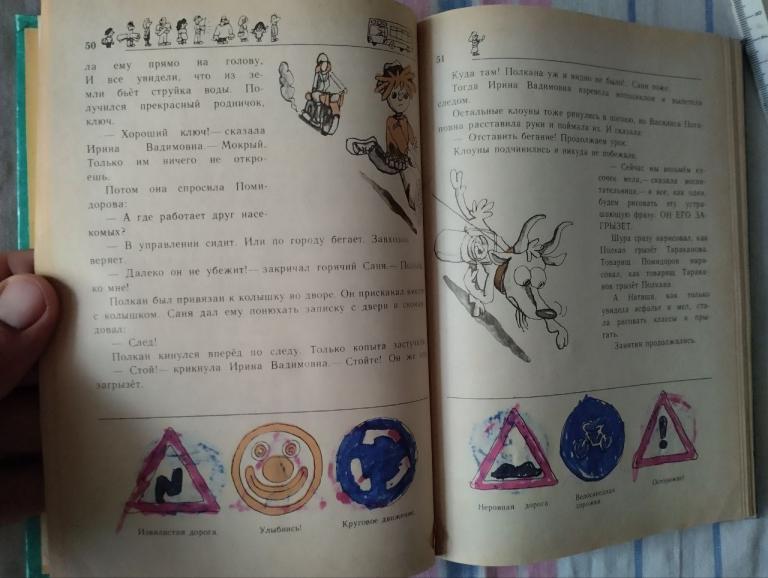 50
ла ему прямо на голову,
И все увидели, что из зе-
мли бьёт струйка воды. По-
лучился прекрасный родничок,
ключ.
— Хороший ключ! — сказала
Ирина Вадимовна. — Мокрый.
Только им ничего не откро-
ешь.
Потом она спросила Поми-
дорова:
— А где работает друг насе-
комых?
— В управлении сидит. Или по городу бегает. Завхозом
веряет.
— Далеко он не убежит! — закричал горячий Саня. —
ко мне!
Полкан был привязан к колышку во дворе. Он прискакал вместе
с колышком. Саня дал ему понюхать записку с двери и скоман-
довал:
— След!
Полкан кинулся вперёд по следу. Только копыта застучали.
— Стой! — крикнула Ирина Вадимовна. — Стойте! Он же его
загрызёт.
Извилистая дорога.
Улыбнись!
Круговое движение.
51
Куда там! Полкана уж и видно не было. Сани тоже.
Тогда Ирина Вадимовна взревела мотоциклом и вылетела
следом.
Остальные клоуны тоже ринулись в погоню, но Василиса Пота-
повна расставила руки и поймала их. И сказала:
— Отставить бегание! Продолжаем урок.
Клоуны подчинились и никуда не побежали.
— Сейчас мы возьмём ку-
сочек мела, — сказала воспи-
тательница, — и все, как один,
будем рисовать эту устра-
шающую фразу: ОН ЕГО ЗА-
ГРЫЗЕТ.
Шура сразу нарисовал, как
Полкан грызёт Тараканова.
Товарищ Помидоров нари-
совал, как товарищ Тарака-
нов грызёт Полкана.
А Наташа, как только
увидела асфальт и мел, ста-
ла рисовать классы и пры-
гать.
Занятия продолжались.
Неровная дорога.
Велосипедная
дорожка.
Осторожно!